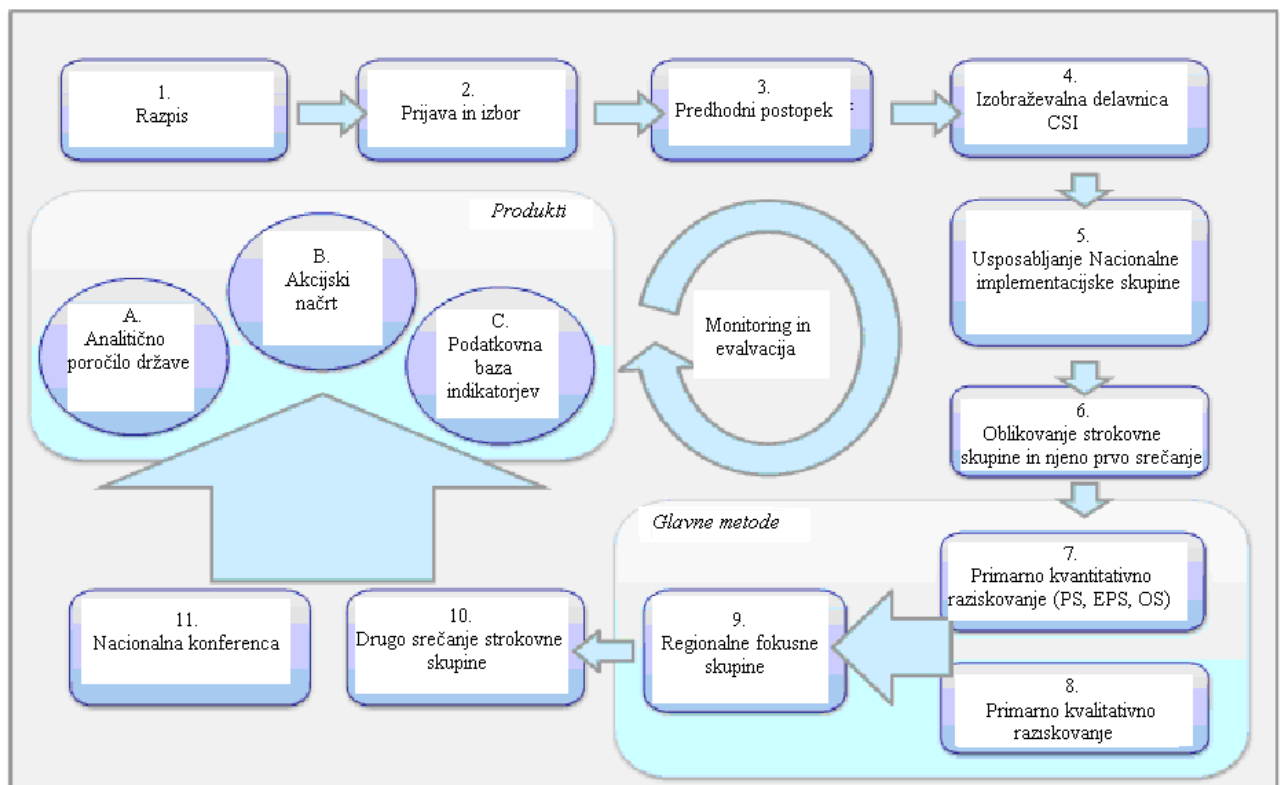 1.
Razpis
2.
Prijava in izbor
3.
Predhodni postopek
4.
Izobraževalna delavnica
CSI
5.
Usposabljanje Nacionalne
implementacijske skupine
6.
Oblikovanje strokovne
skupine in njeno prvo srečanje
Produkti
A.
Analitično
poročilo države
B.
Akcijski
načrt
C.
Podatkovna
baza
indikatorjev
Monitoring in
evalvacija
Glavne metode
7.
Primarno kvantitativno
raziskovanje (PS, EPS, OS)
8.
Primarno kvalitativno
raziskovanje
9.
Regionalne fokusne
skupine
10.
Drugo srečanje strokovne
skupine
11.
Nacionalna konferenca